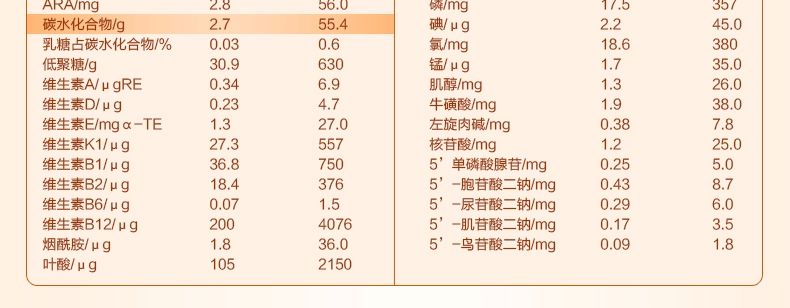 ARA/mg 2.8 56.0
碳水化合物/g 2.7 55.4
乳糖占碳水化合物/% 0.03 0.6
低聚糖/g 30.9 630
维生素A/μgRE 0.34 6.9
维生素D/μg 0.23 4.7
维生素E/mgα-TE 1.3 27.0
维生素K1/μg 27.3 557
维生素B1/μg 36.8 750
维生素B2/μg 18.4 376
维生素B6/μg 0.07 1.5
维生素B12/μg 200 4076
烟酰胺/μg 1.8 36.0
叶酸/μg 105 2150
磷/mg 17.5 357
碘/μg 2.2 45.0
氯/mg 18.6 380
锰/μg 1.7 35.0
肌醇/mg 1.3 26.0
牛磺酸/mg 1.9 38.0
左旋肉碱/mg 0.38 7.8
核苷酸/mg 1.2 25.0
5’单磷酸腺苷/mg 0.25 5.0
5’-胞苷酸二钠/mg 0.43 8.7
5’-尿苷酸二钠/mg 0.29 6.0
5’-肌苷酸二钠/mg 0.17 3.5
5’-鸟苷酸二钠/mg 0.09 1.8